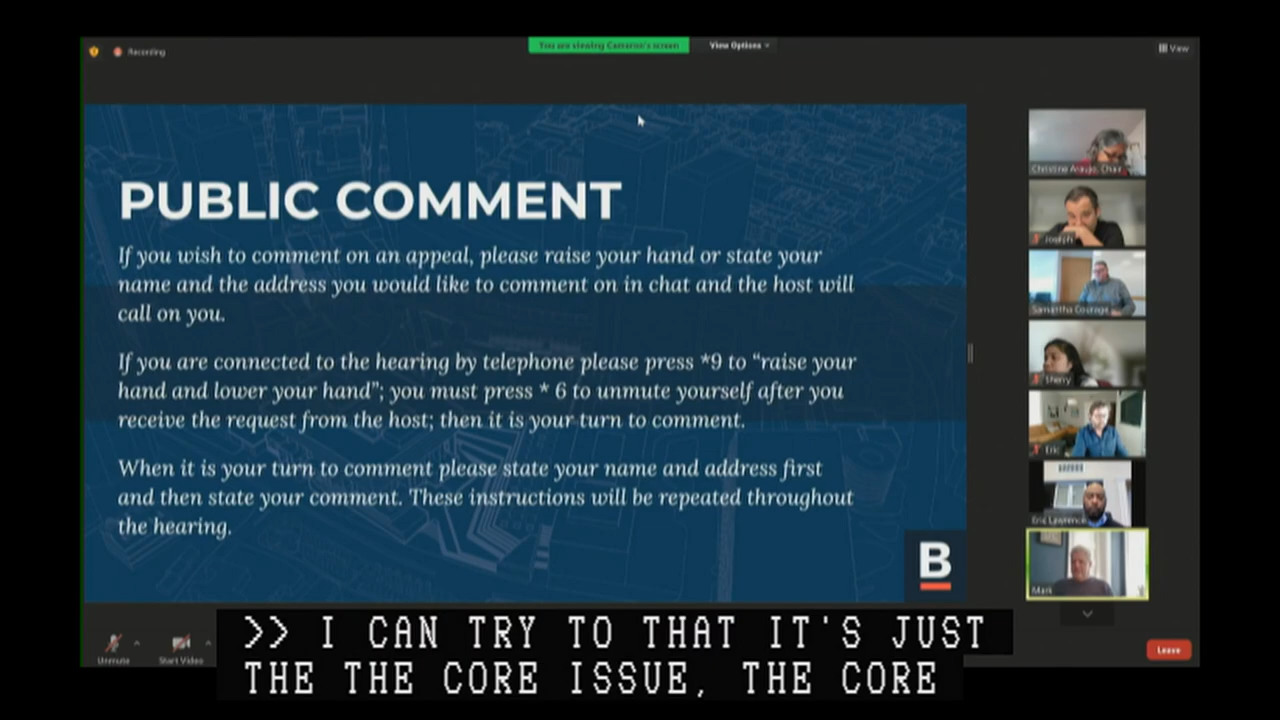 Recording
You are viewing Cameron's screen
View Options
View
PUBLIC COMMENT
If you wish to comment on an appeal, please raise your hand or state your
name and the address you would like to comment on in chat and the host will
call on you.
If you are connected to the hearing by telephone please press *9 to "raise your
hand and lower your hand"; you must press * 6 to unmute yourself after you
receive the request from the host; then it is your turn to comment.
When it is your turn to comment please state your name and address first
and then state your comment. These instructions will be repeated throughout
the hearing.
B
Christine Araujo, Chair
Joseph
Samantha Courage
Sherry
Eric
Eric Lawrence
Mark
Unmute
Start Video
Leave
>> I CAN TRY TO THAT IT'S JUST
THE THE CORE ISSUE, THE CORE